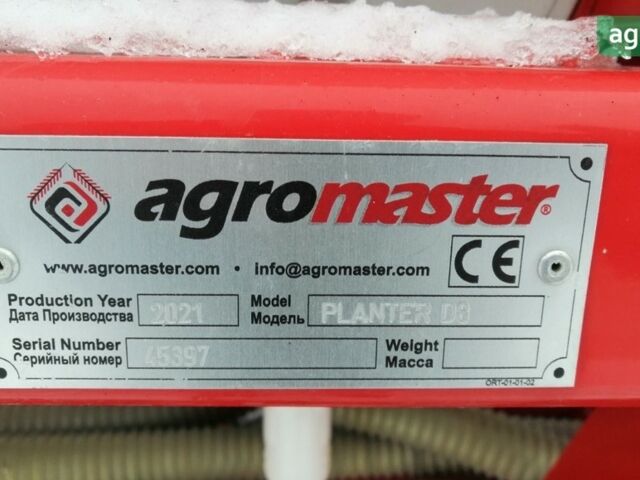 ag
agromaster®
www.agromaster.com • info@agromaster.com CE
Production Year 2021 Model PLANTER D8
Дата Производства Модель
Serial Number 45397 Weight
Серийный номер Масса
ORT-01-01-02